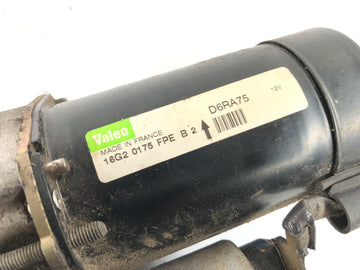 Valeo
D6RA75
12V
MADE IN FRANCE
16G2 0175 FPE B 2